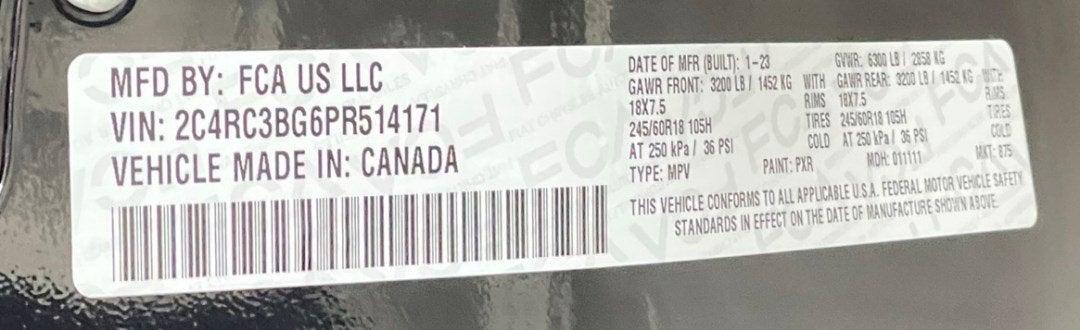 MFD BY: FCA US LLC
VIN: 2C4RC3BG6PR514171
VEHICLE MADE IN: CANADA
DATE OF MFR (BUILT): 1-23 GVWR: 6300 LB / 2858 KG
GAWR FRONT: 3200 LB / 1452 KG WITH GAWR REAR: 3200 LB / 1452 KG WITH
18X7.5 RIMS 18X7.5 RIMS
245/60R18 105H TIRES 245/60R18 105H TIRES
AT 250 kPa / 36 PSI COLD AT 250 kPa / 36 PSI COLD
TYPE: MPV PAINT: PXR MDH: 011111 MKT: 875
THIS VEHICLE CONFORMS TO ALL APPLICABLE U.S.A. FEDERAL MOTOR VEHICLE SAFETY
STANDARDS IN EFFECT ON THE DATE OF MANUFACTURE SHOWN ABOVE.